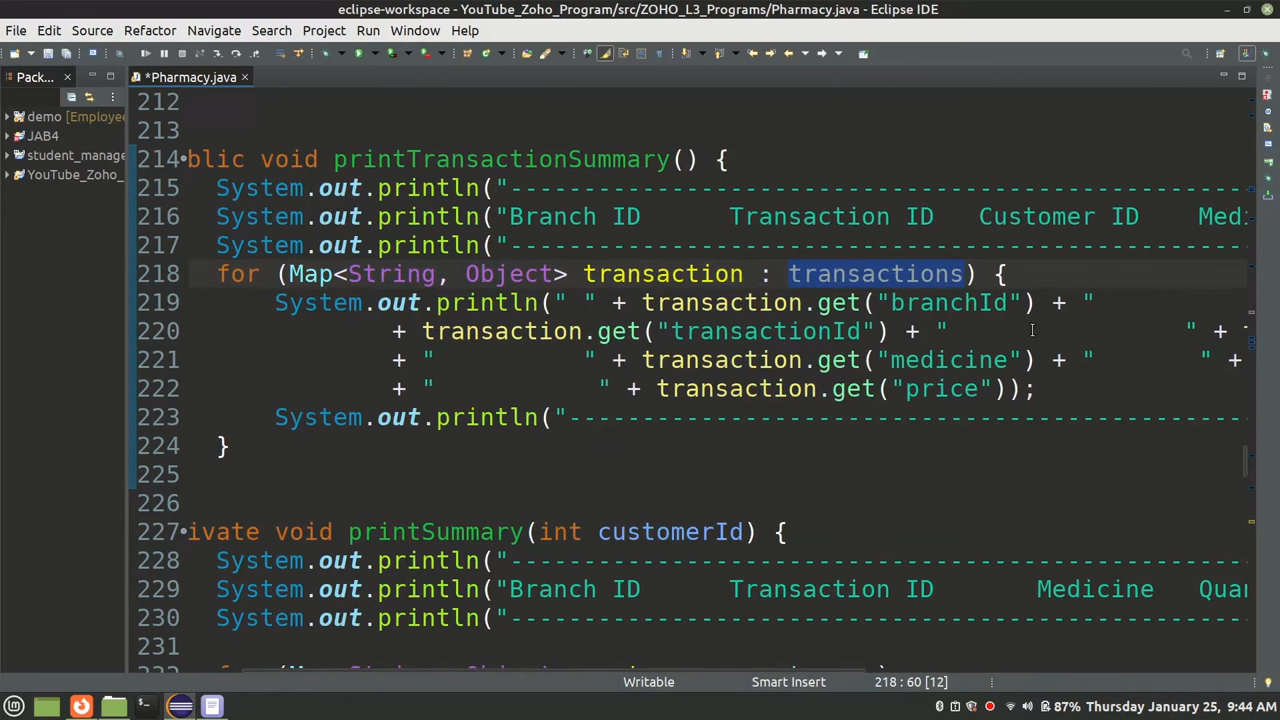 eclipse-workspace - YouTube_Zoho_Program/src/ZOHO_L3_Programs/Pharmacy.java - Eclipse IDE
File Edit Source Refactor Navigate Search Project Run Window Help
Pack... *Pharmacy.java
demo [Employee
JAB4
student_manage
YouTube_Zoho_
212
213
214 blic void printTransactionSummary() {
215 System.out.println("---------------------------------------------------
216 System.out.println("Branch ID      Transaction ID   Customer ID    Medi
217 System.out.println("---------------------------------------------------
218 for (Map<String, Object> transaction : transactions) {
219 System.out.println(" " + transaction.get("branchId") + "
220 + transaction.get("transactionId") + "                " +
221 + "          " + transaction.get("medicine") + "       " +
222 + "           " + transaction.get("price"));
223 System.out.println("-----------------------------------------------
224 }
225
226
227 ivate void printSummary(int customerId) {
228 System.out.println("---------------------------------------------------
229 System.out.println("Branch ID      Transaction ID       Medicine   Quan
230 System.out.println("---------------------------------------------------
231
Writable Smart Insert 218 : 60 [12]
87% Thursday January 25, 9:44 AM